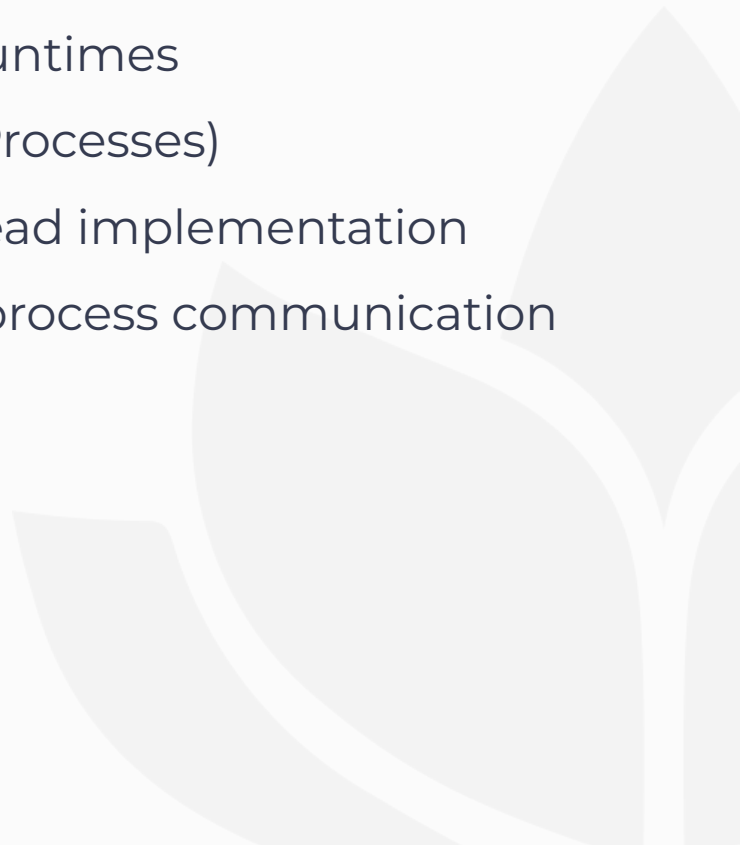 untimes
rocesses)
ead implementation
process communication